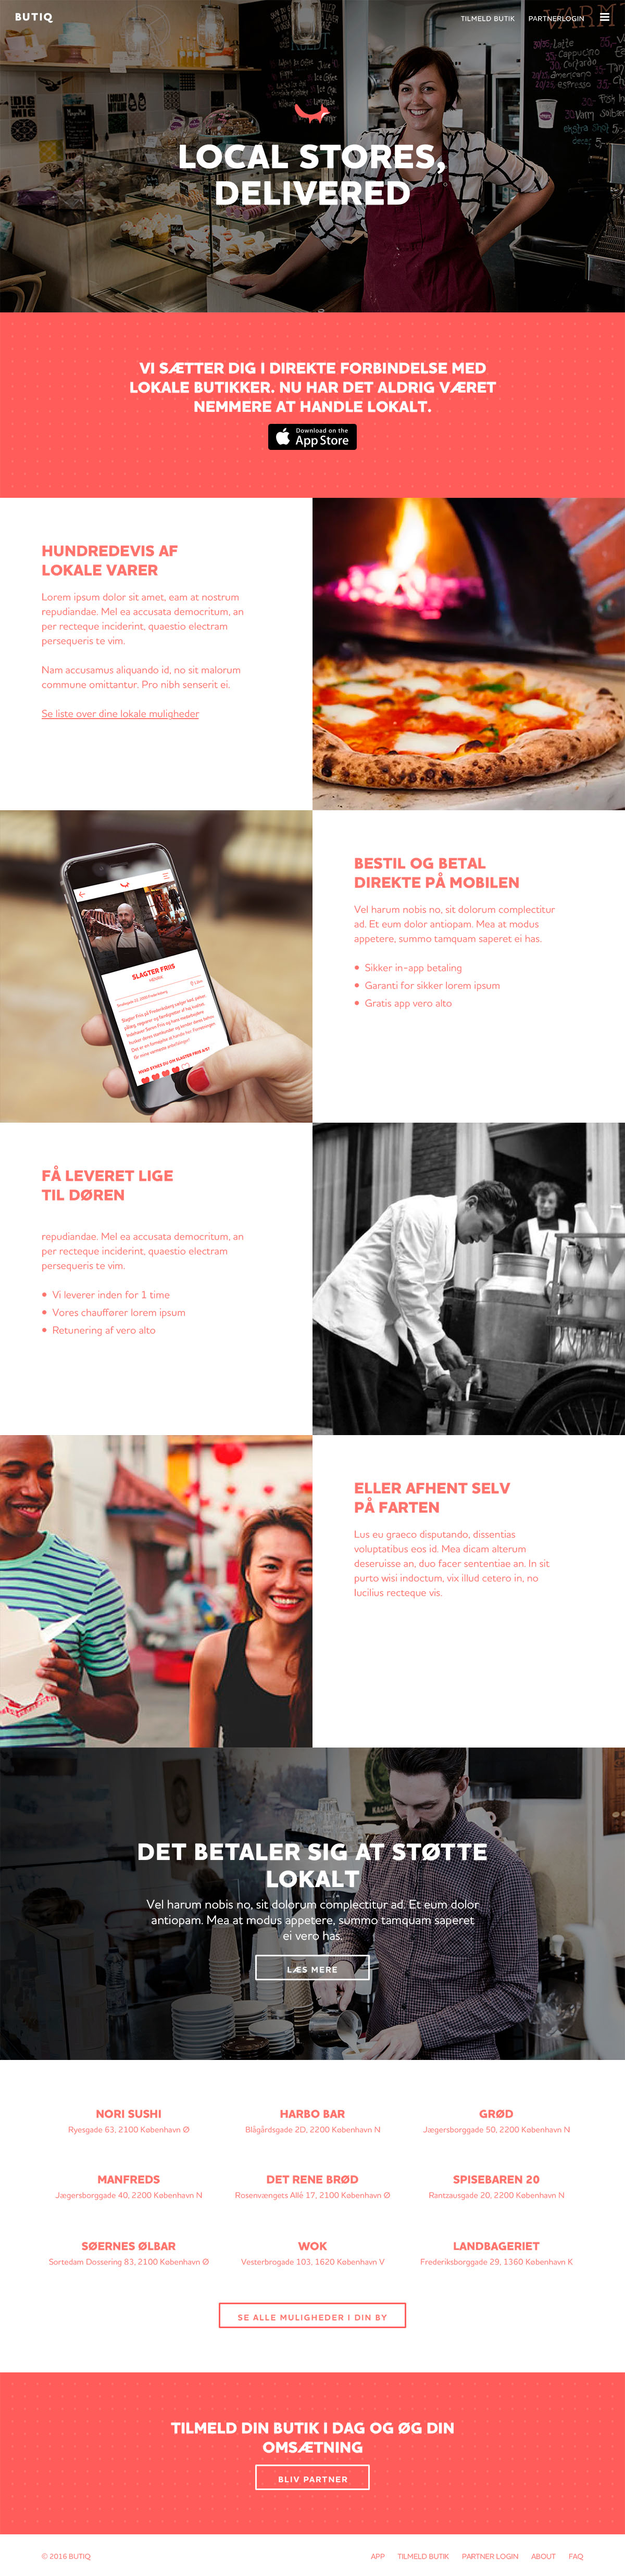 BUTIQ
TILMELD BUTIK PARTNERLOGIN
LOCAL STORES,
DELIVERED
VI SÆTTER DIG I DIREKTE FORBINDELSE MED
LOKALE BUTIKKER. NU HAR DET ALDRIG VÆRET
NEMMERE AT HANDLE LOKALT.
Download on the
App Store
HUNDREDEVIS AF
LOKALE VARER
Lorem ipsum dolor sit amet, eam at nostrum
repudiandae. Mel ea accusata democritum, an
per recteque inciderint, quaestio electram
persequeris te vim.
Nam accusamus aliquando id, no sit malorum
commune omittantur. Pro nibh senserit ei.
Se liste over dine lokale muligheder
SLAGTER FRIIS
BESTIL OG BETAL
DIREKTE PÅ MOBILEN
Vel harum nobis no, sit dolorum complectitur
ad. Et eum dolor antiopam. Mea at modus
appetere, summo tamquam saperet ei has.
Sikker in-app betaling
Garanti for sikker lorem ipsum
Gratis app vero alto
FÅ LEVERET LIGE
TIL DØREN
repudiandae. Mel ea accusata democritum, an
per recteque inciderint, quaestio electram
persequeris te vim.
Vi leverer inden for 1 time
Vores chauffører lorem ipsum
Retunering af vero alto
ELLER AFHENT SELV
PÅ FARTEN
Lus eu graeco disputando, dissentias
voluptatibus eos id. Mea dicam alterum
deseruisse an, duo facer sententiae an. In sit
purto wisi indoctum, vix illud cetero in, no
lucilius recteque vis.
DET BETALER SIG AT STØTTE
LOKALT
Vel harum nobis no, sit dolorum complectitur ad. Et eum dolor
antiopam. Mea at modus appetere, summo tamquam saperet
ei vero has.
LÆS MERE
NORI SUSHI
Ryesgade 63, 2100 København Ø
HARBO BAR
Blågårdsgade 2D, 2200 København N
GRØD
Jægersborggade 50, 2200 København N
MANFREDS
Jægersborggade 40, 2200 København N
DET RENE BRØD
Rosenvængets Allé 17, 2100 København Ø
SPISEBAREN 20
Rantzausgade 20, 2200 København N
SØERNES ØLBAR
Sortedam Dossering 83, 2100 København Ø
WOK
Vesterbrogade 103, 1620 København V
LANDBAGERIET
Frederiksborggade 29, 1360 København K
SE ALLE MULIGHEDER I DIN BY
TILMELD DIN BUTIK I DAG OG ØG DIN
OMSÆTNING
BLIV PARTNER
© 2016 BUTIQ
APP TILMELD BUTIK PARTNER LOGIN ABOUT FAQ